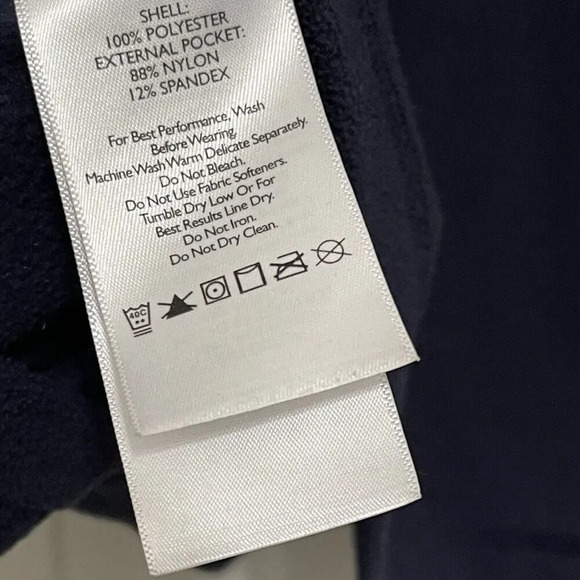 SHELL:
100% POLYESTER
EXTERNAL POCKET:
88% NYLON
12% SPANDEX
For Best Performance, Wash
Before Wearing.
Machine Wash Warm Delicate Separately.
Do Not Bleach.
Do Not Use Fabric Softeners.
Tumble Dry Low Or For
Best Results Line Dry.
Do Not Iron.
Do Not Dry Clean.
40C